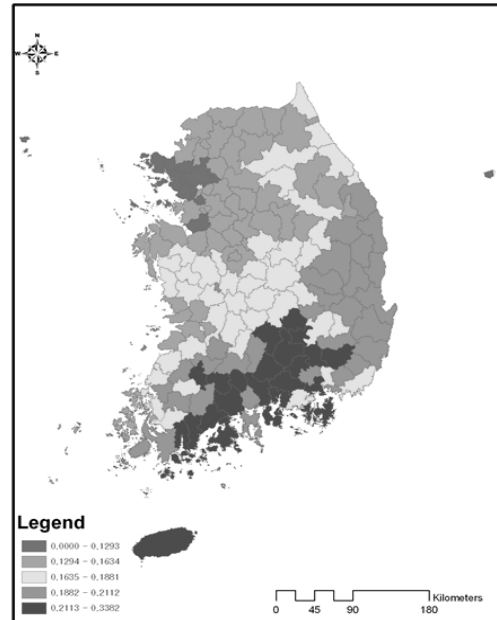 N
W E
S
Legend
0.0000 - 0.1293
0.1294 - 0.1634
0.1635 - 0.1881
0.1882 - 0.2112
0.2113 - 0.3382
Kilometers
0 45 90 180